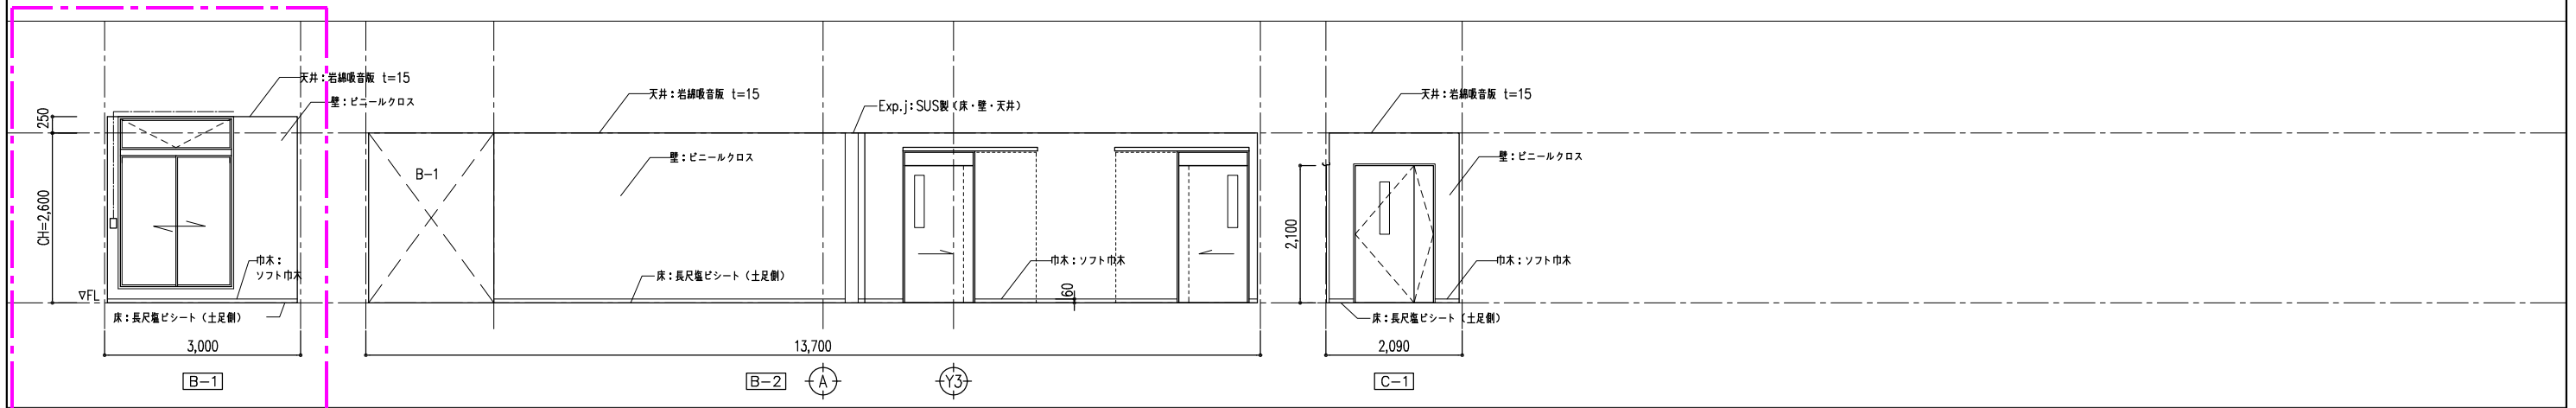 天井：岩綿吸音版 t=15
壁：ビニールクロス
250
CH=2,600
▽FL
巾木：
ソフト巾木
床：長尺塩ビシート（土足側）
3,000
B-1
天井：岩綿吸音版 t=15
Exp.j：SUS製（床・壁・天井）
壁：ビニールクロス
B-1
床：長尺塩ビシート（土足側）
巾木：ソフト巾木
60
13,700
B-2
A
Y3
天井：岩綿吸音版 t=15
壁：ビニールクロス
2,100
巾木：ソフト巾木
床：長尺塩ビシート（土足側）
2,090
C-1